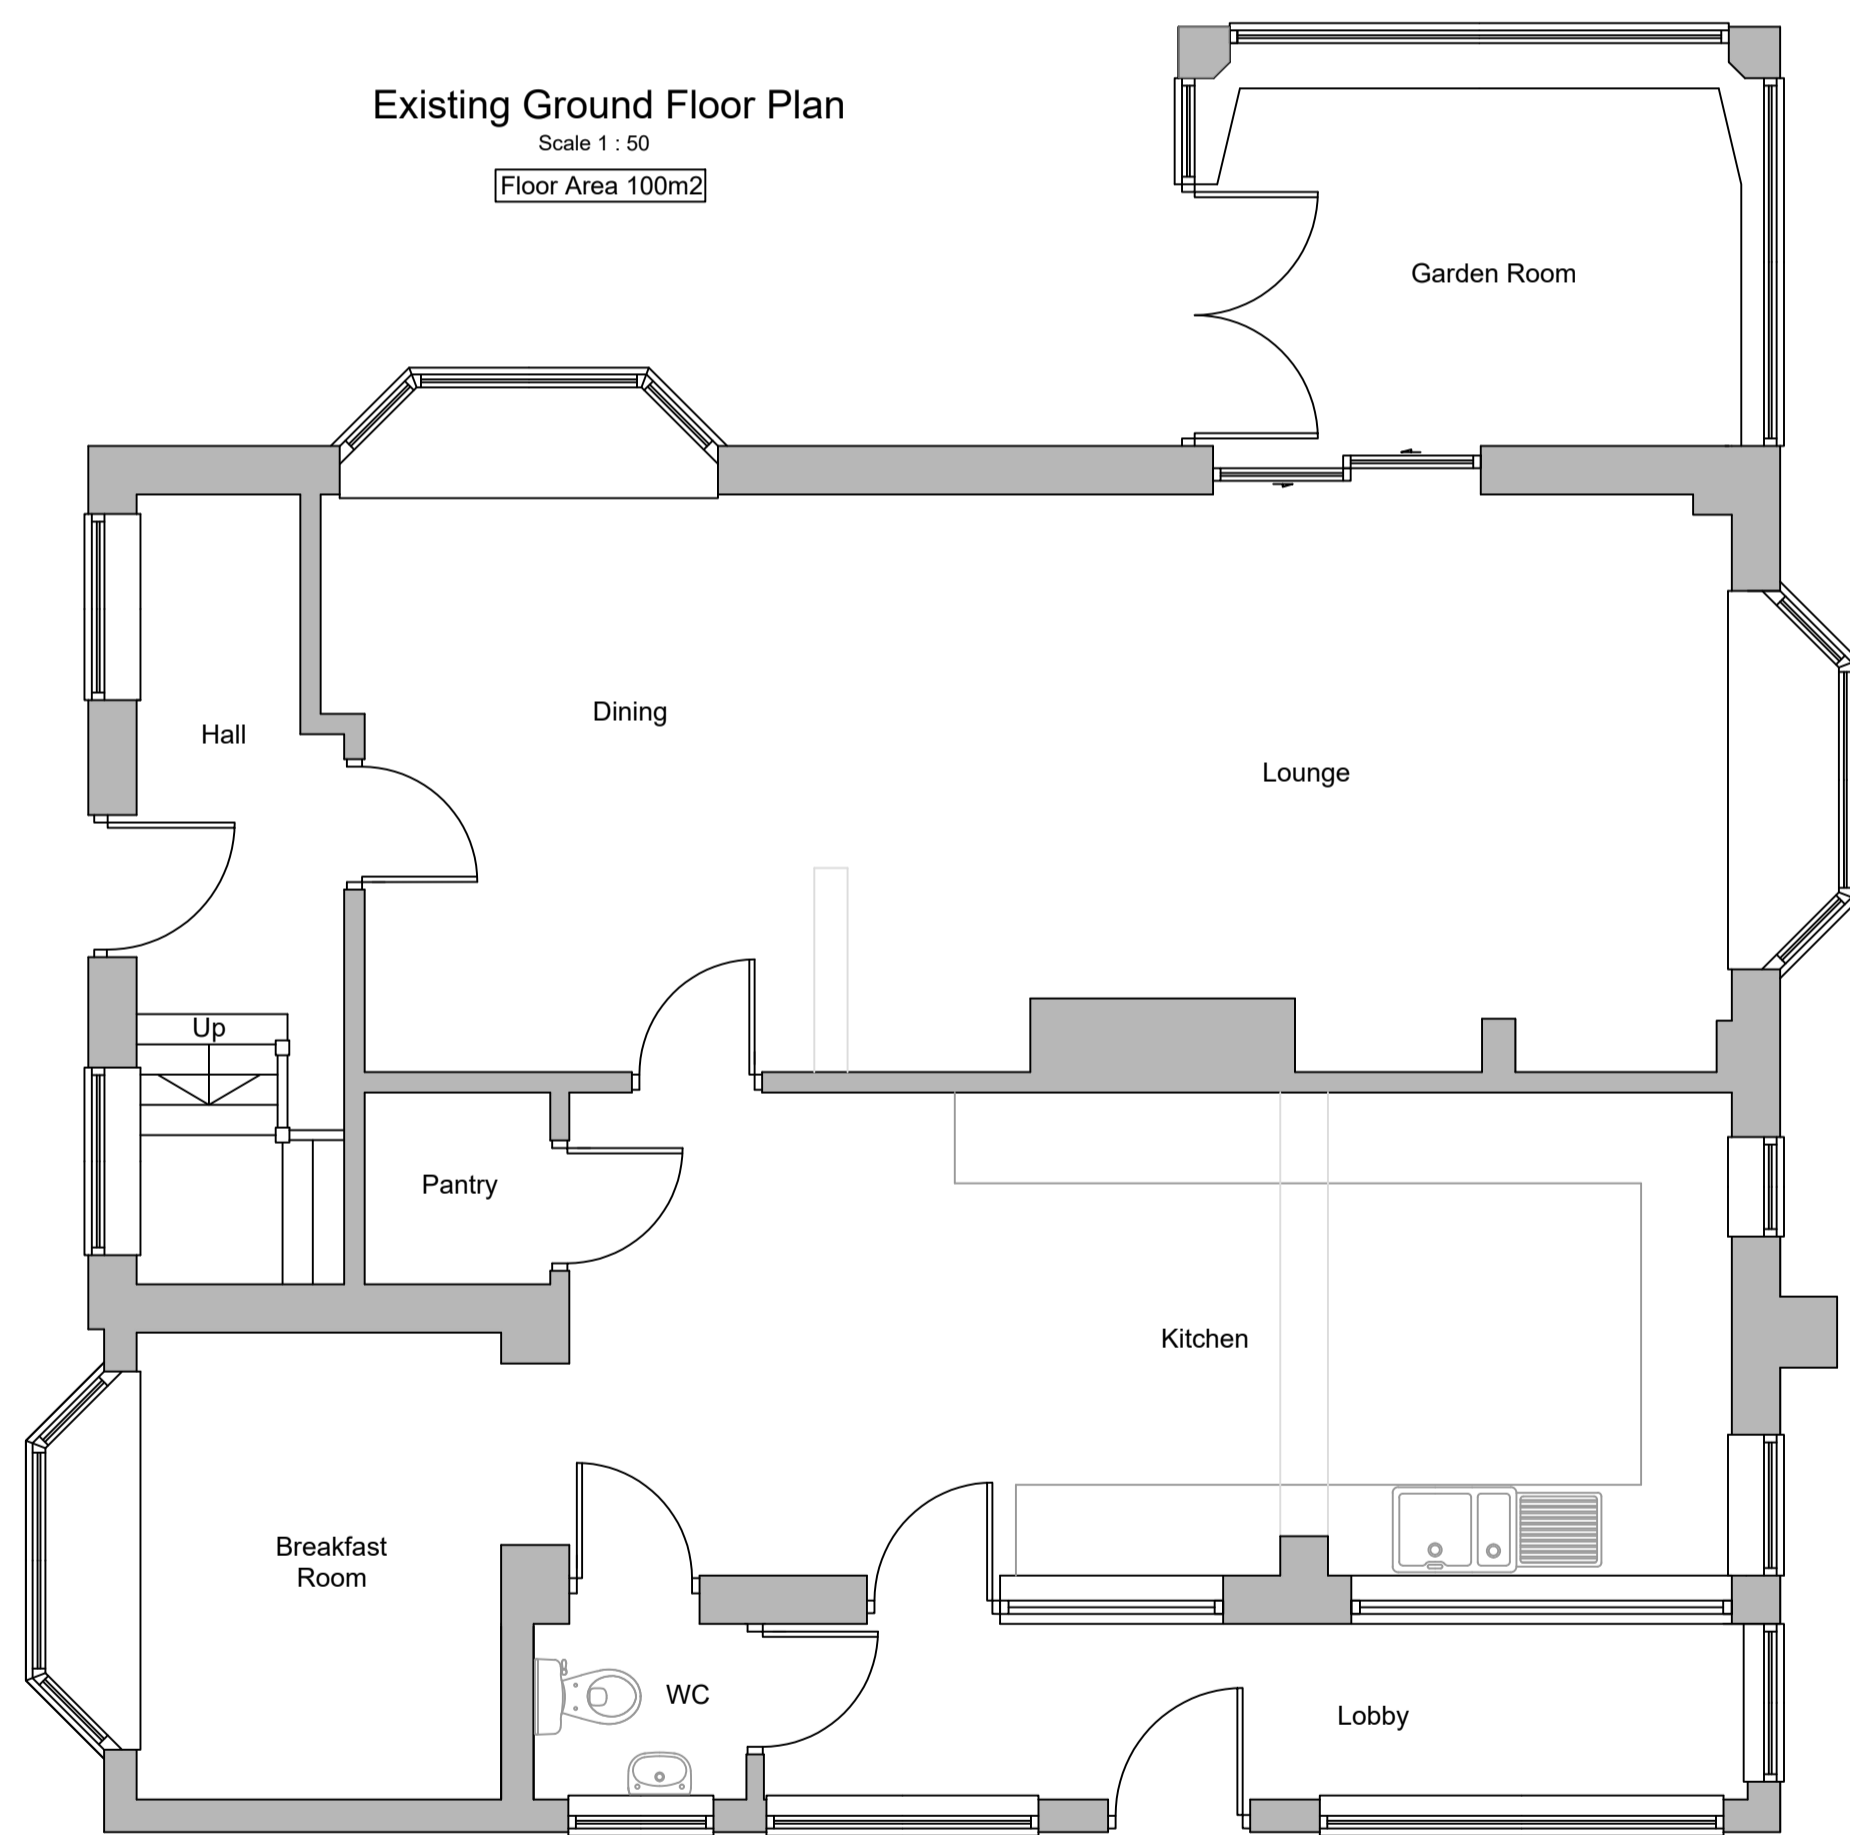 Existing Ground Floor Plan
Scale 1 : 50
Floor Area 100m2
Garden Room
Dining
Hall
Lounge
Up
Pantry
Kitchen
Breakfast
Room
WC
Lobby